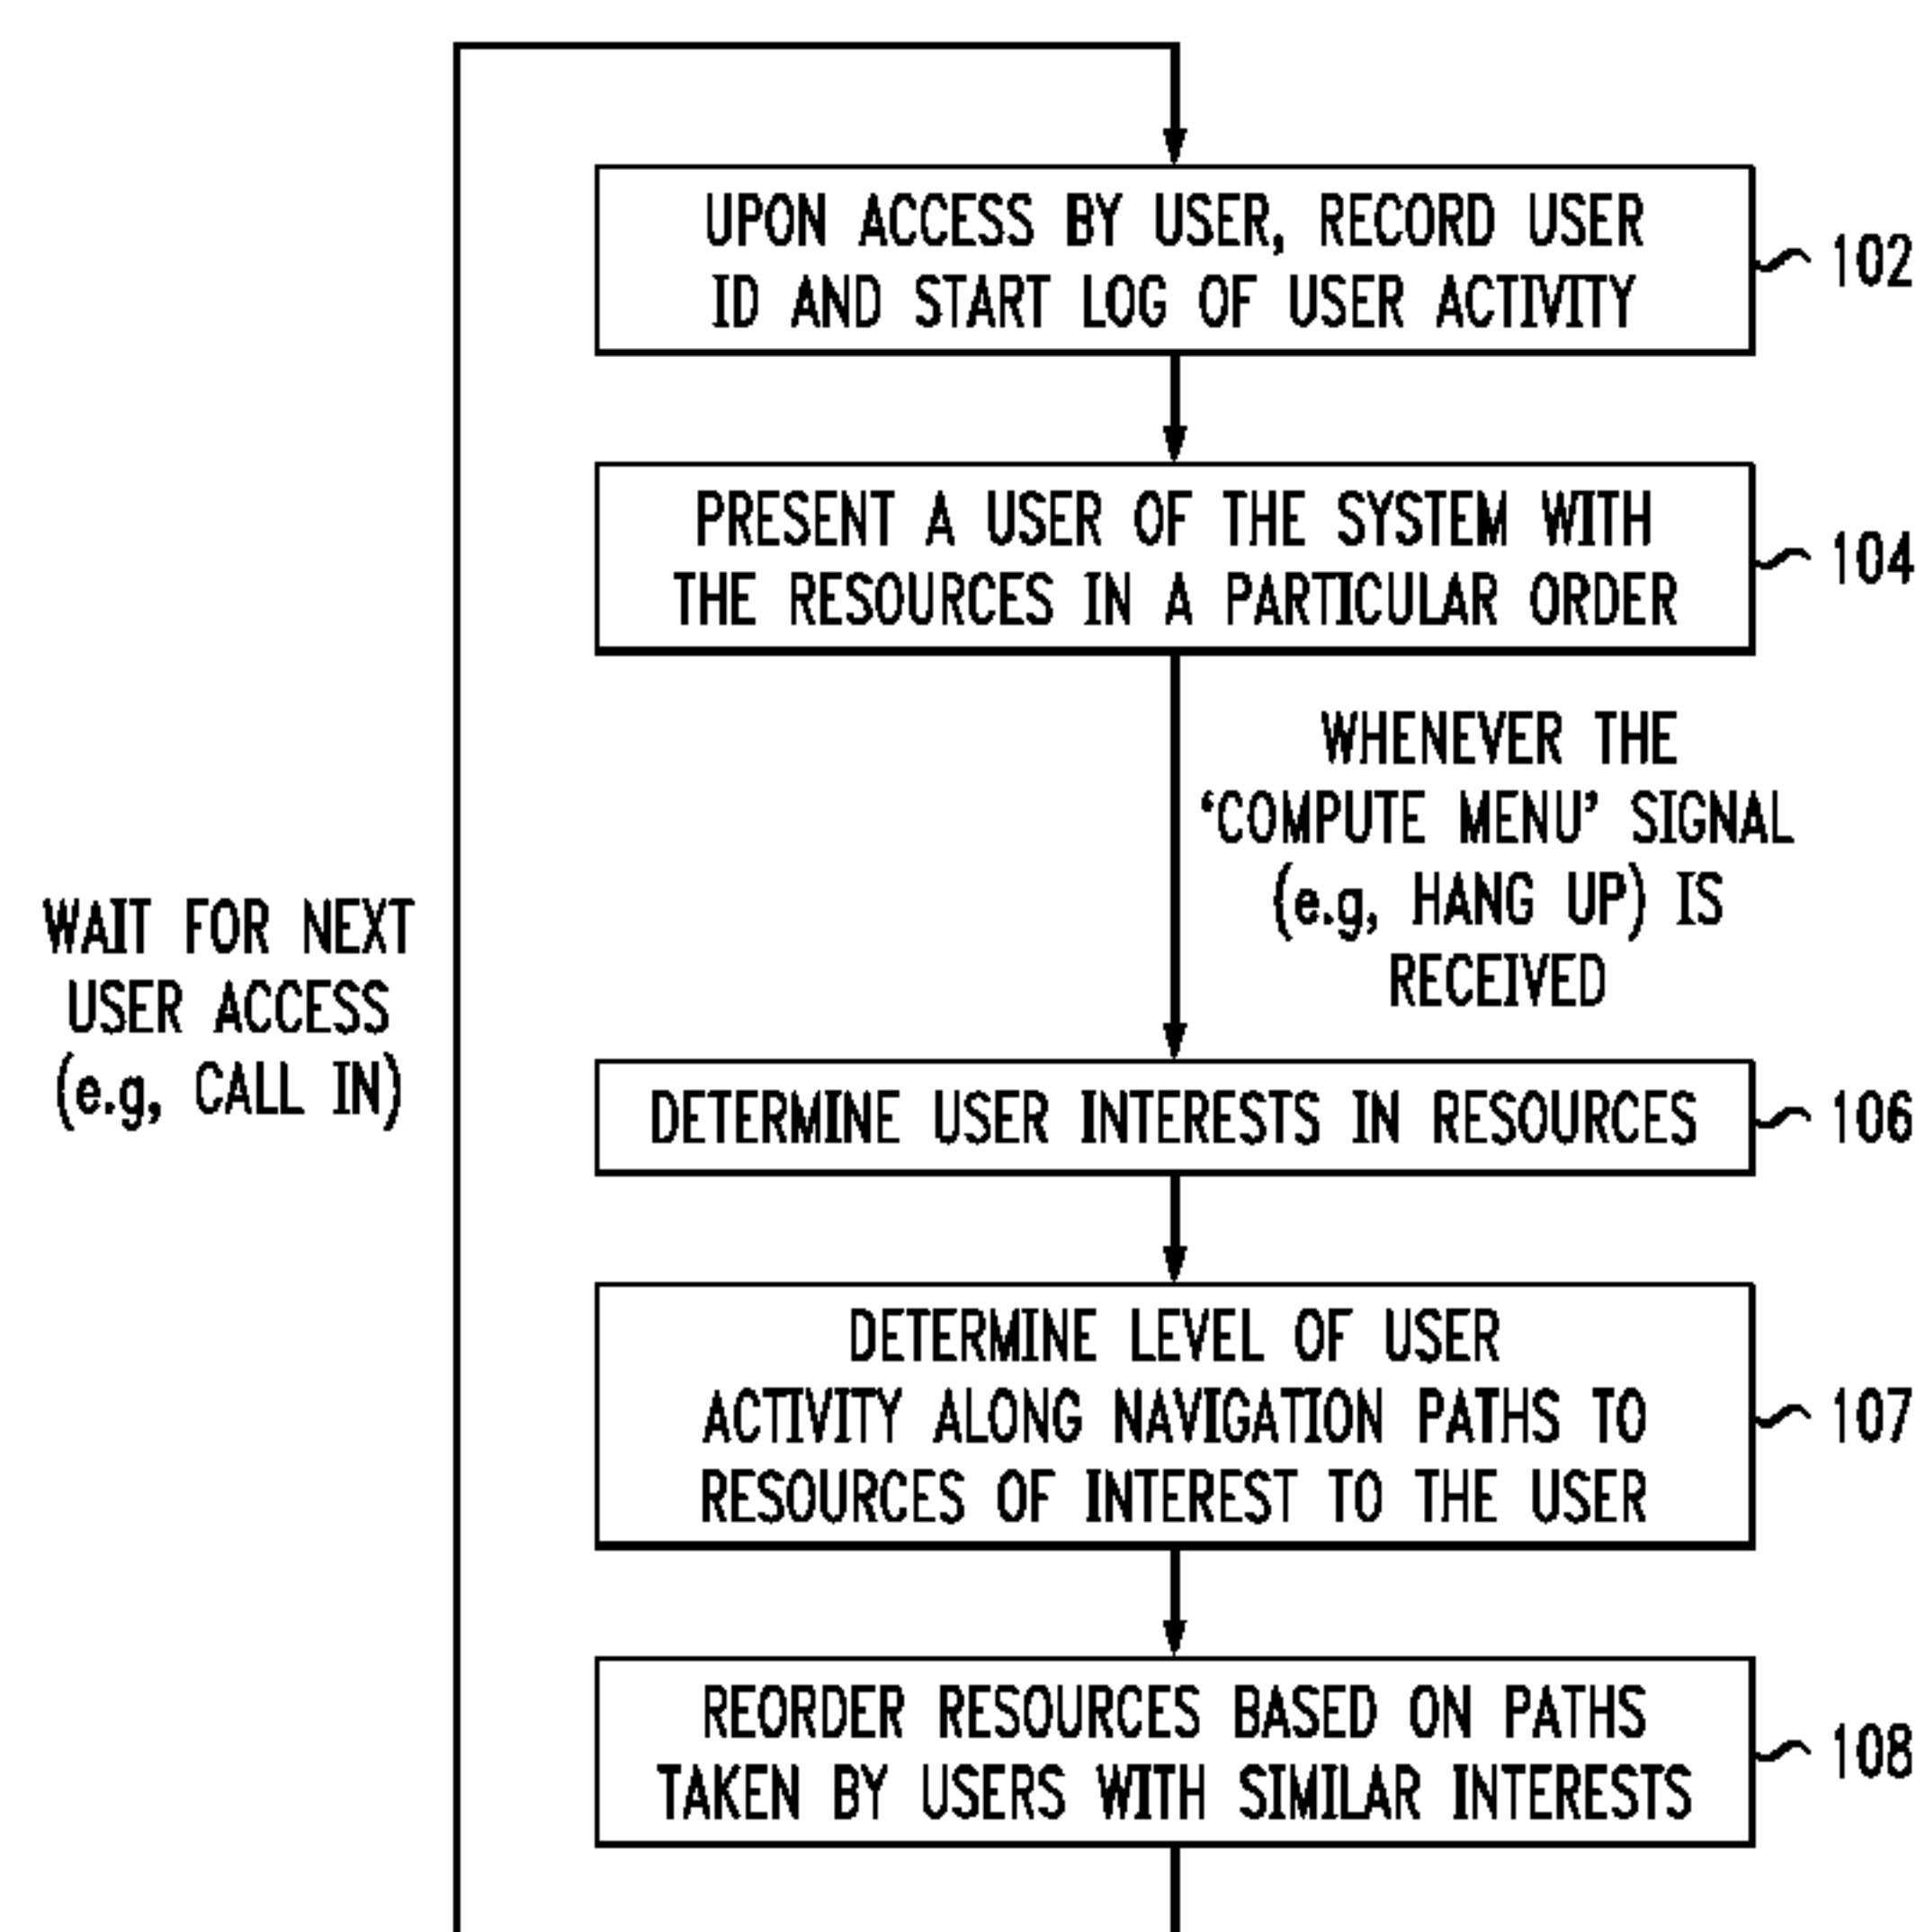 UPON ACCESS BY USER, RECORD USER
ID AND START LOG OF USER ACTIVITY
102
PRESENT A USER OF THE SYSTEM WITH
THE RESOURCES IN A PARTICULAR ORDER
104
WHENEVER THE
‘COMPUTE MENU’ SIGNAL
(e.g, HANG UP) IS
RECEIVED
WAIT FOR NEXT
USER ACCESS
(e.g, CALL IN)
DETERMINE USER INTERESTS IN RESOURCES
106
DETERMINE LEVEL OF USER
ACTIVITY ALONG NAVIGATION PATHS TO
RESOURCES OF INTEREST TO THE USER
107
REORDER RESOURCES BASED ON PATHS
TAKEN BY USERS WITH SIMILAR INTERESTS
108